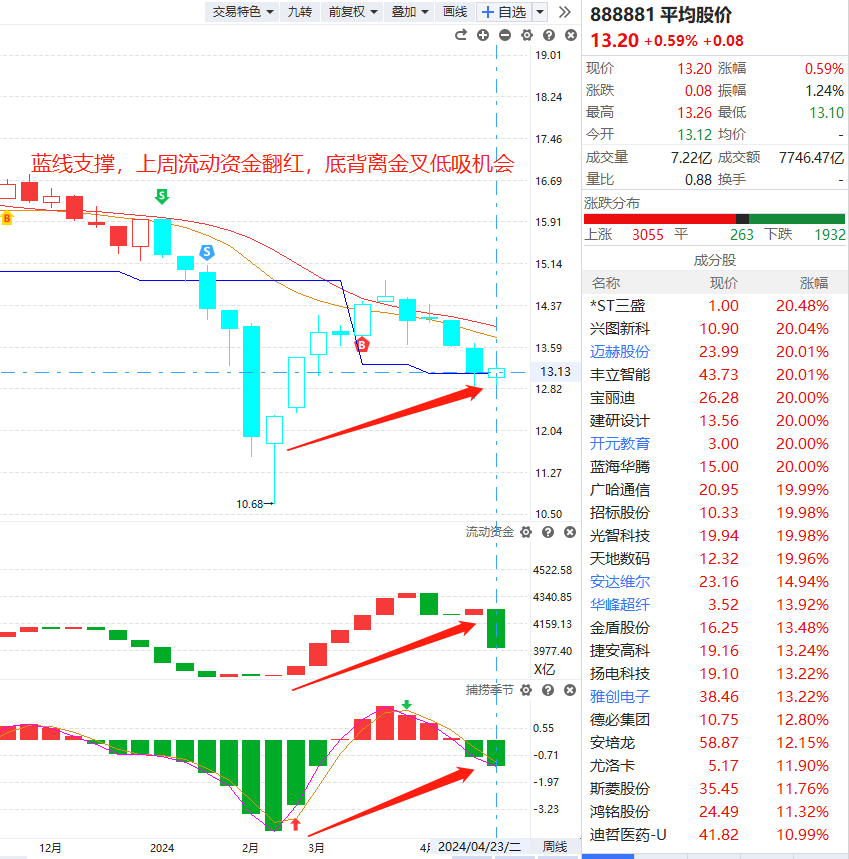 交易特色 九转 前复权 叠加 画线 + 自选
19.01
18.24
17.46
蓝线支撑，上周流动资金翻红，底背离金叉低吸机会
16.69
S
B
15.91
S
15.14
14.37
B
13.59
13.13
12.82
12.04
11.27
10.68
10.50
流动资金
4522.58
4340.85
4159.13
3977.40
X亿
捕捞季节
0.55
-0.71
-1.97
-3.23
12月 2024 2月 3月 2024/04/23/二 周线
888881 平均股价
13.20 +0.59% +0.08
现价 13.20 涨幅 0.59%
涨跌 0.08 振幅 1.24%
最高 13.26 最低 13.10
今开 13.12 均价 -
成交量 7.22亿 成交额 7746.47亿
量比 0.88 换手 -
涨跌分布
上涨 3055 平 263 下跌 1932
成分股
名称 现价 涨幅
*ST三盛 1.00 20.48%
兴图新科 10.90 20.04%
迈赫股份 23.99 20.01%
丰立智能 43.73 20.01%
宝丽迪 26.28 20.00%
建研设计 13.56 20.00%
开元教育 3.00 20.00%
蓝海华腾 15.00 20.00%
广哈通信 20.95 19.99%
招标股份 10.33 19.98%
光智科技 19.94 19.98%
天地数码 12.32 19.96%
安达维尔 23.16 14.94%
华峰超纤 3.52 13.92%
金盾股份 16.25 13.48%
捷安高科 19.16 13.24%
扬电科技 19.10 13.22%
雅创电子 38.46 13.22%
德必集团 10.75 12.80%
安培龙 58.87 12.15%
尤洛卡 5.17 11.90%
斯菱股份 35.45 11.76%
鸿铭股份 24.49 11.32%
迪哲医药-U 41.82 10.99%